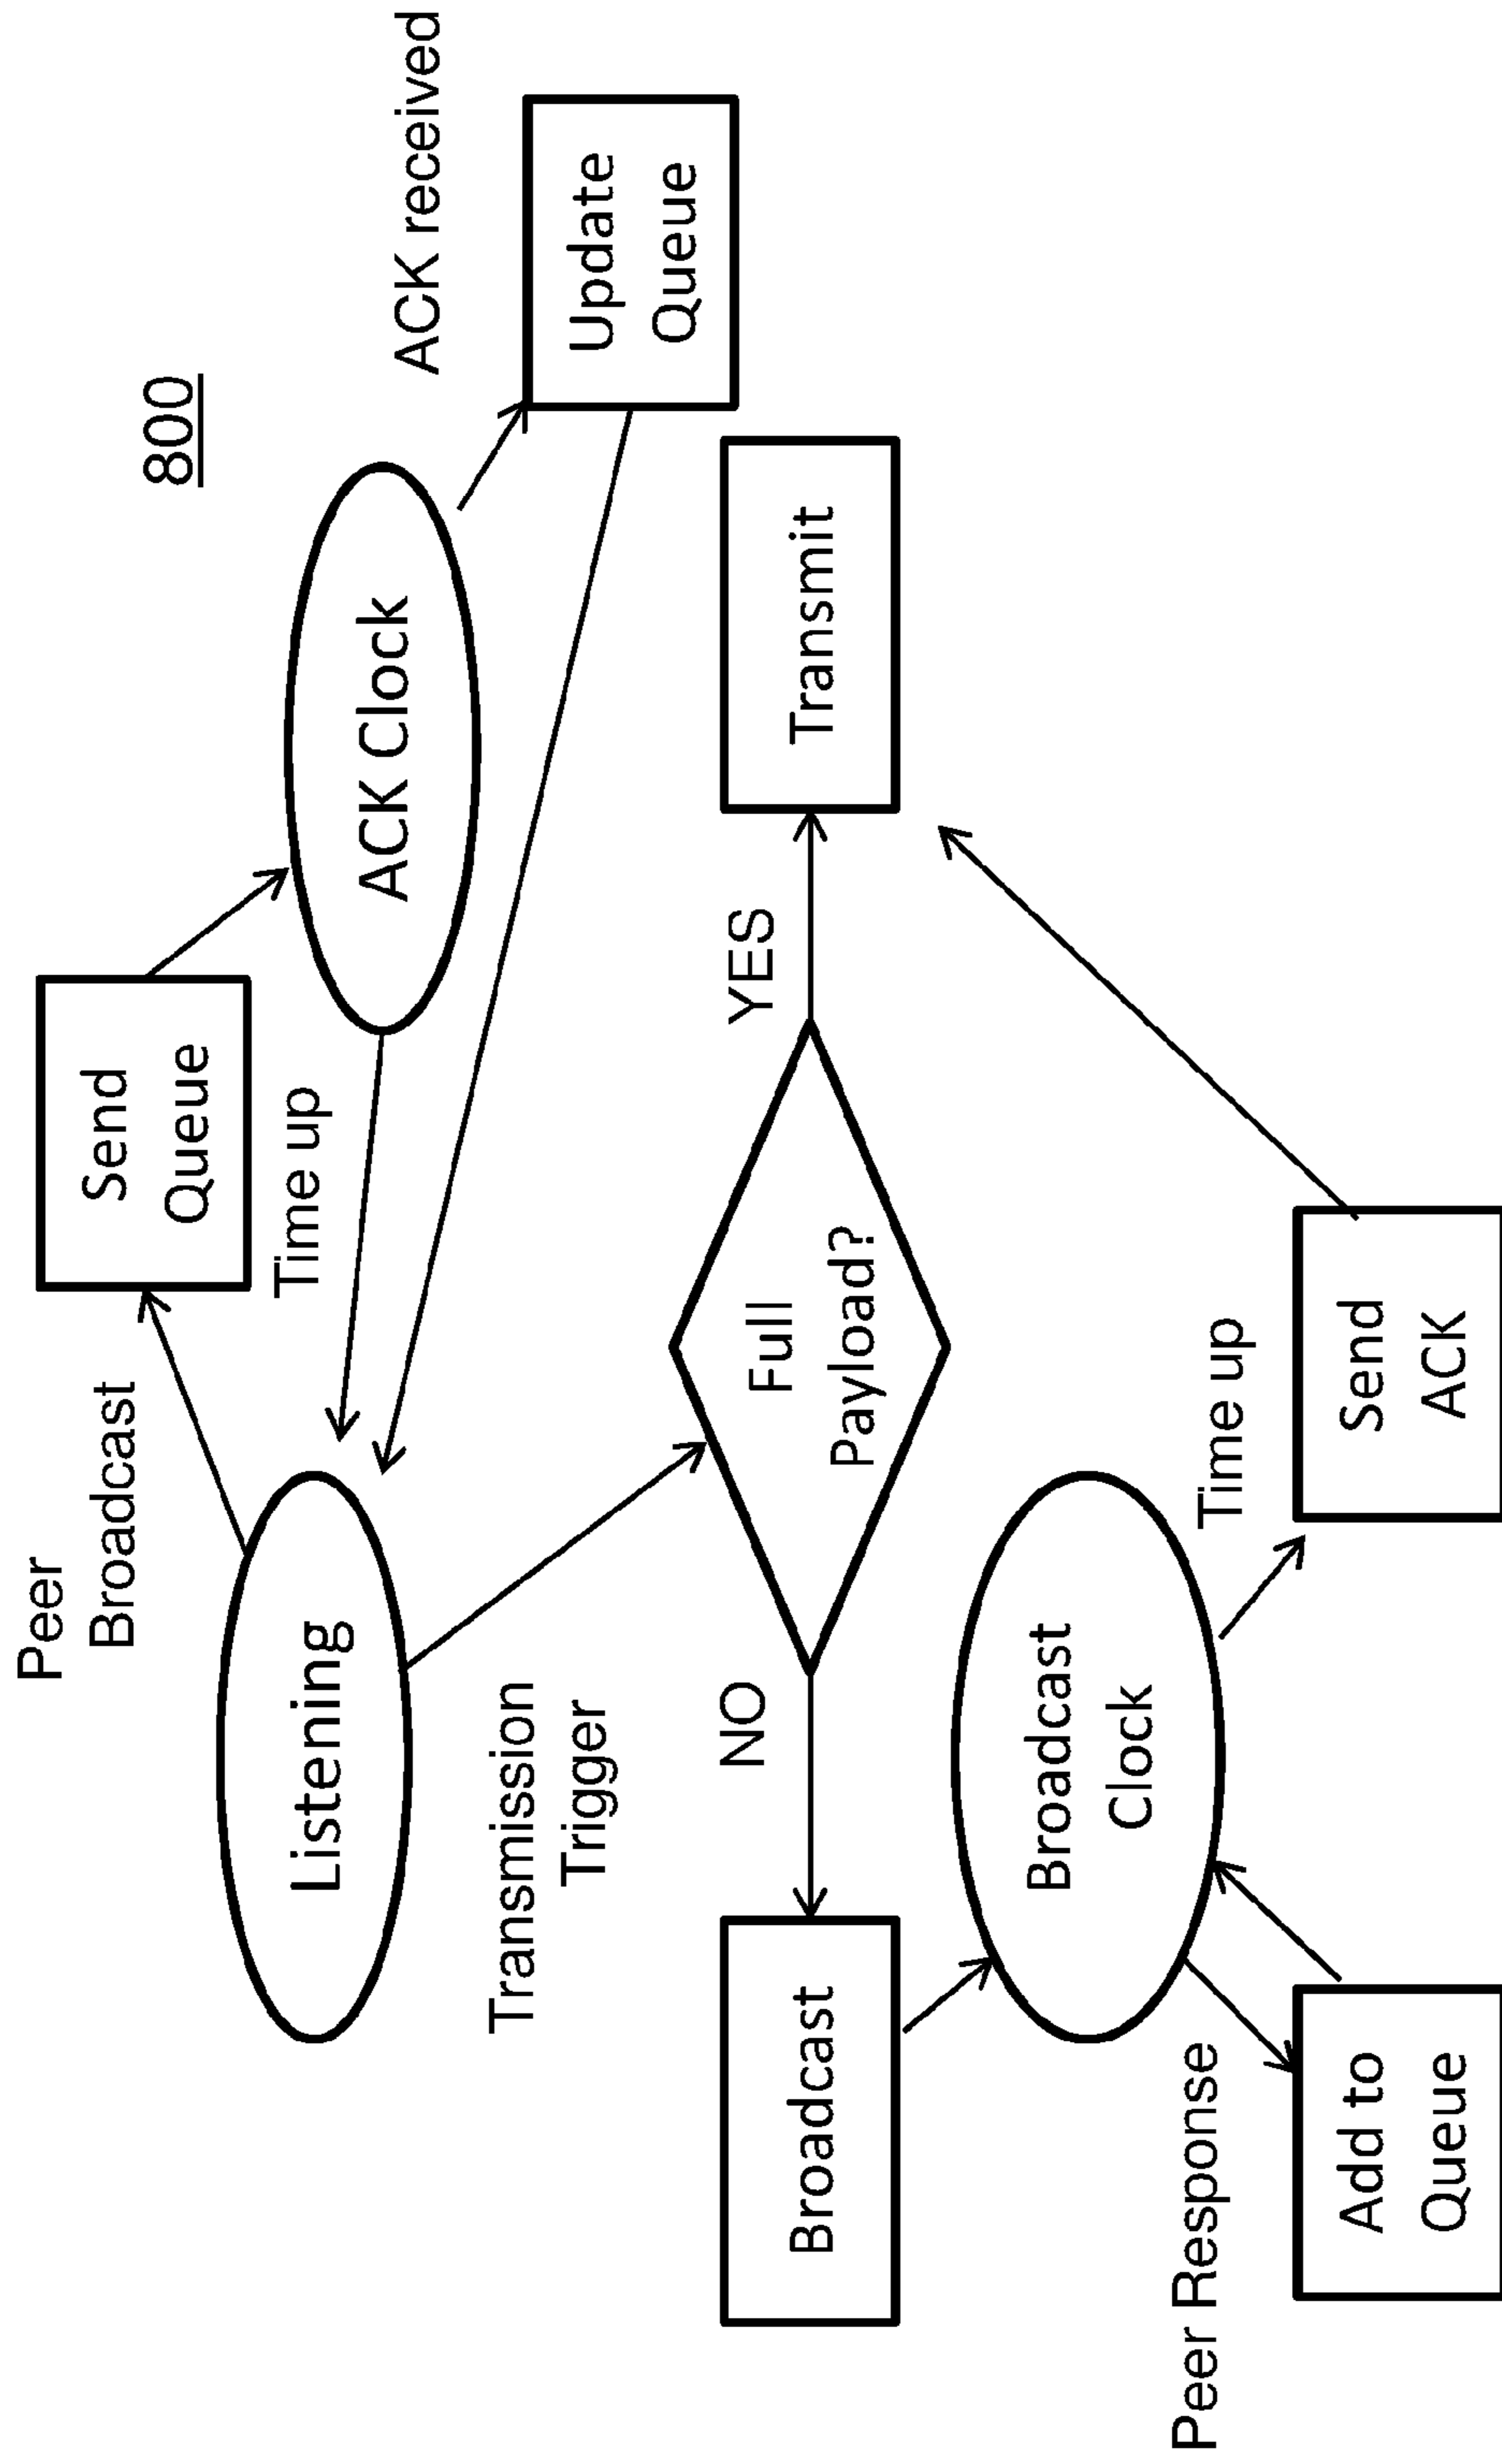 800
Peer
Broadcast
Send
Queue
Listening
Time up
ACK Clock
ACK received
Update
Queue
Transmission
Trigger
Full
Payload?
NO
YES
Broadcast
Transmit
Broadcast
Clock
Peer Response
Time up
Add to
Queue
Send
ACK